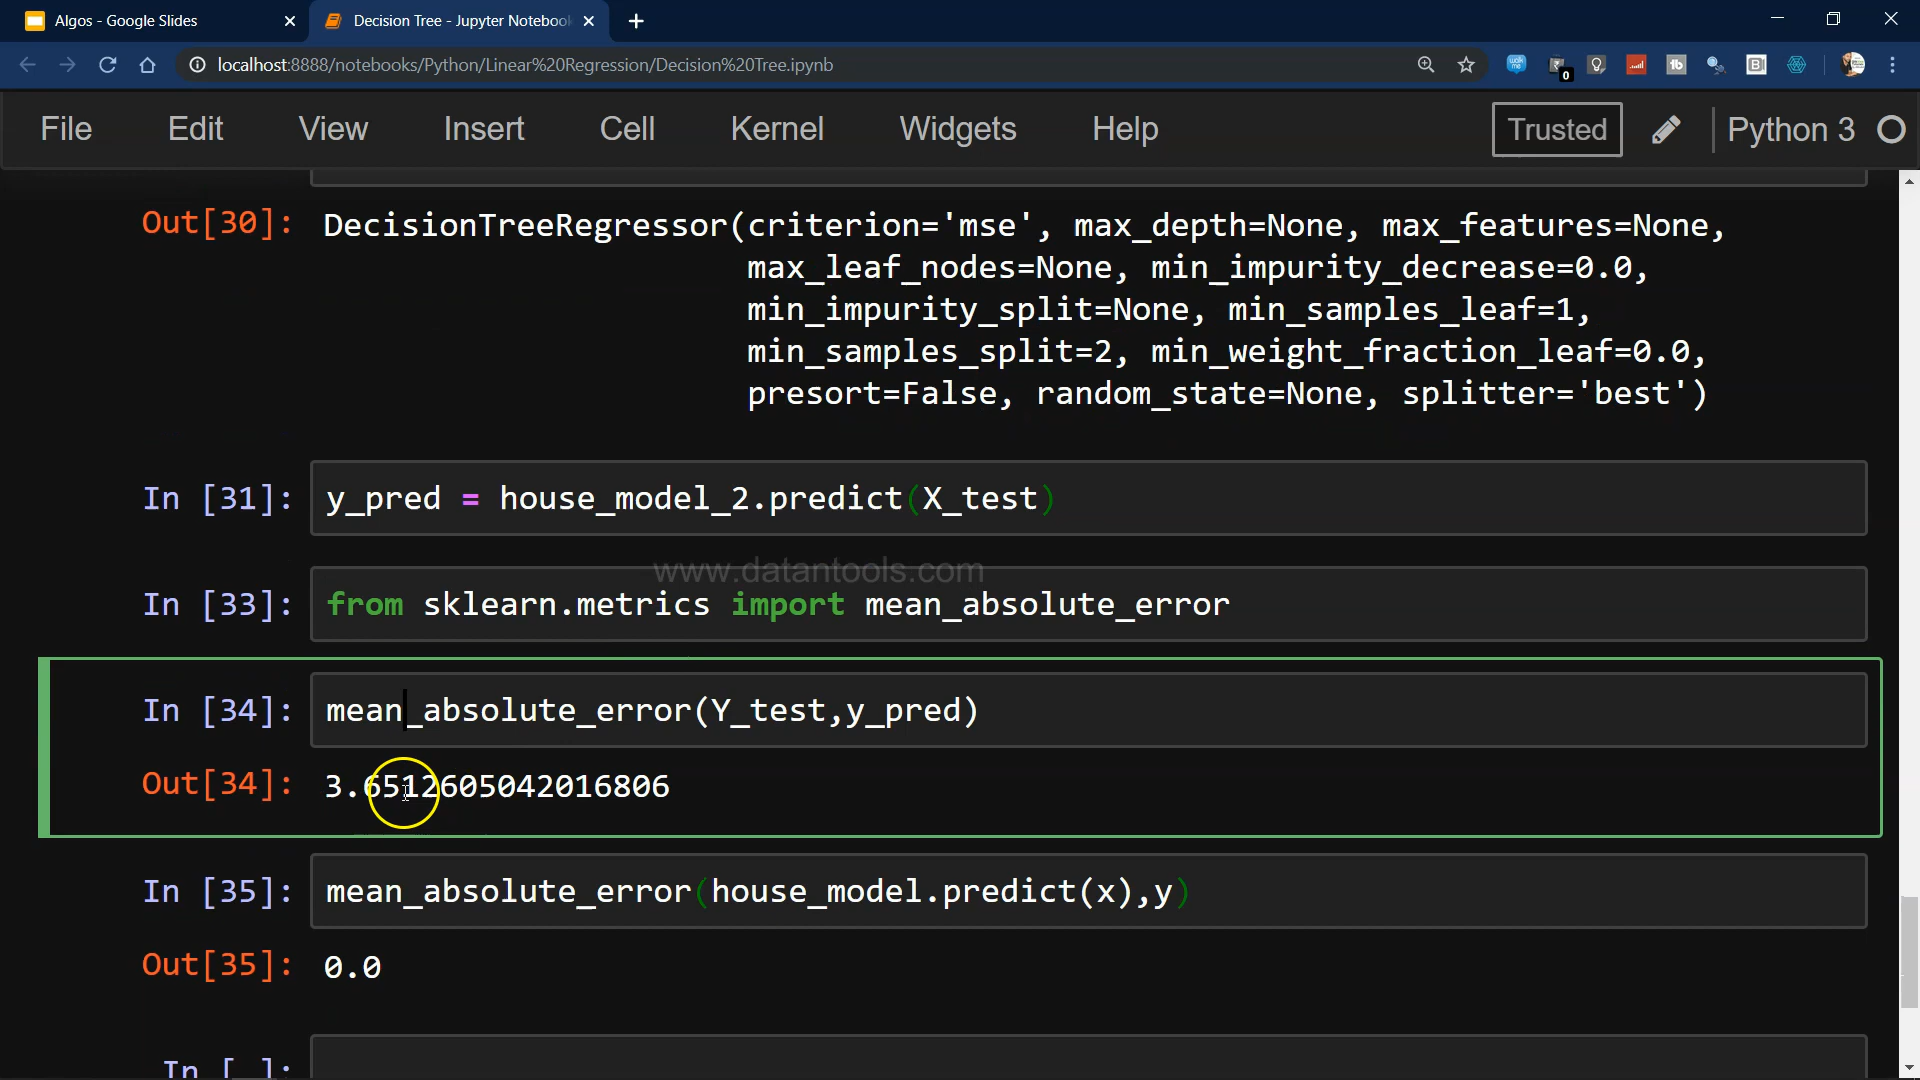 Algos - Google Slides
Decision Tree - Jupyter Notebook
localhost:8888/notebooks/Python/Linear%20Regression/Decision%20Tree.ipynb
0
File Edit View Insert Cell Kernel Widgets Help Trusted Python 3
Out[30]: DecisionTreeRegressor(criterion='mse', max_depth=None, max_features=None,
max_leaf_nodes=None, min_impurity_decrease=0.0,
min_impurity_split=None, min_samples_leaf=1,
min_samples_split=2, min_weight_fraction_leaf=0.0,
presort=False, random_state=None, splitter='best')
In [31]: y_pred = house_model_2.predict(X_test)
www.datantools.com
In [33]: from sklearn.metrics import mean_absolute_error
In [34]: mean_absolute_error(Y_test,y_pred)
Out[34]: 3.6512605042016806
In [35]: mean_absolute_error(house_model.predict(x),y)
Out[35]: 0.0
In [ ]: